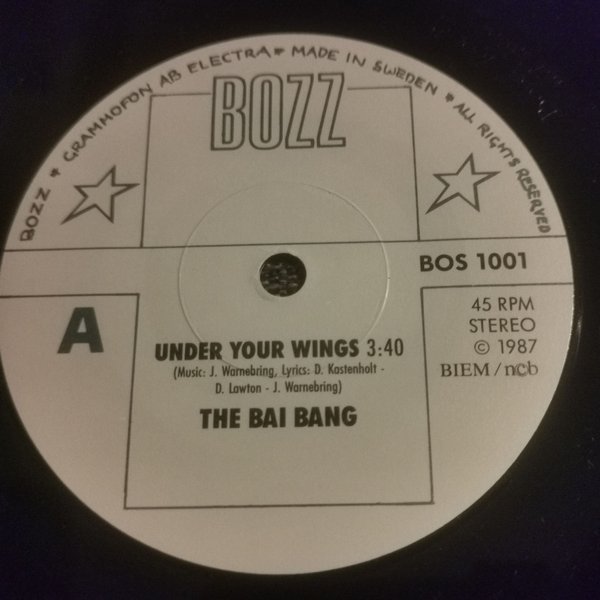 BOZZ * GRAMMOFON AB ELECTRA * MADE IN SWEDEN * ALL RIGHTS RESERVED
BOZZ
BOS 1001
A
45 RPM
STEREO
© 1987
BIEM / ncb
UNDER YOUR WINGS 3:40
(Music: J. Warnebring, Lyrics: D. Kastenholt -
D. Lawton - J. Warnebring)
THE BAI BANG